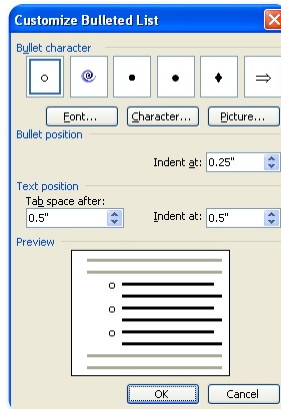 Customize Bulleted List
Bullet character
Font... Character... Picture...
Bullet position
Indent at: 0.25"
Text position
Tab space after:
0.5" Indent at: 0.5"
Preview
OK Cancel